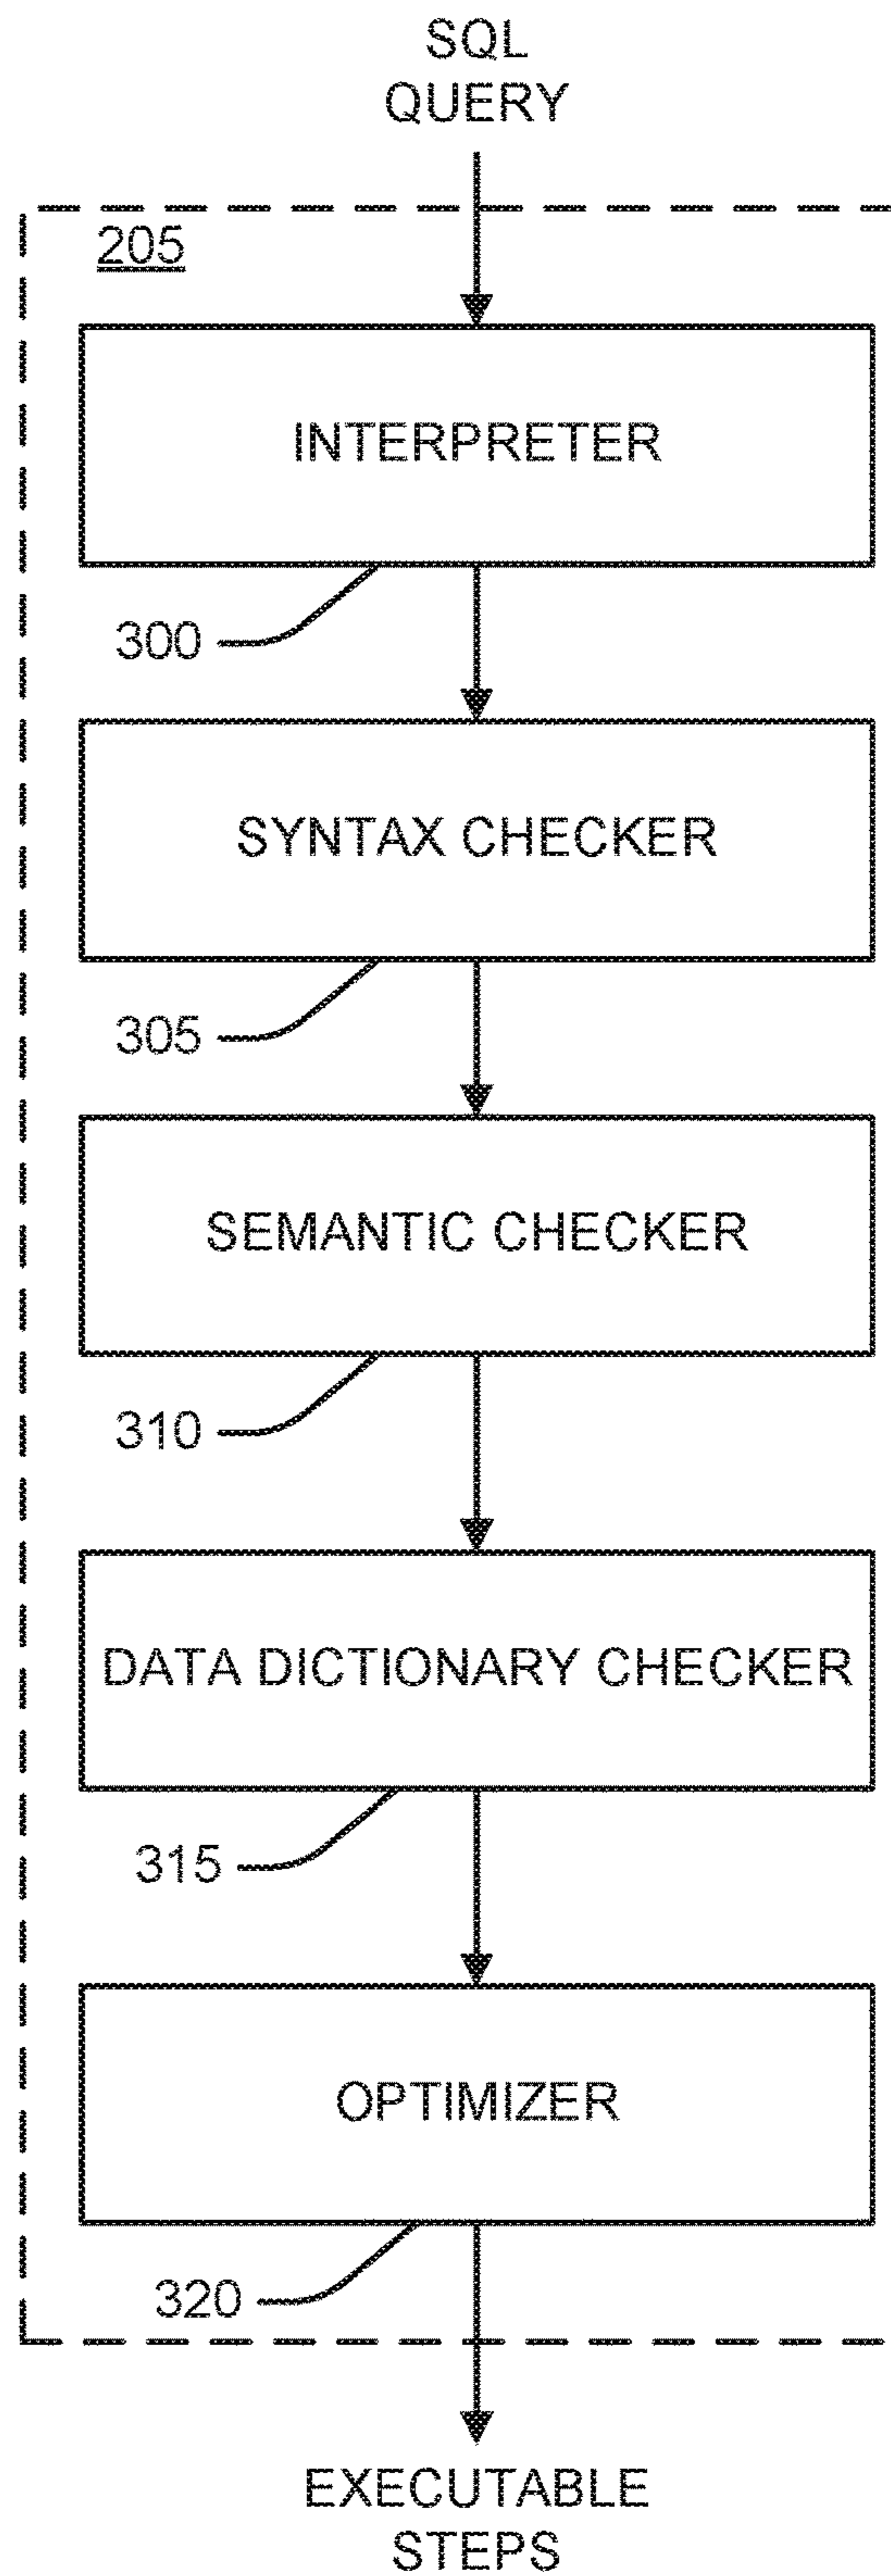 SQL
QUERY
205
INTERPRETER
300
SYNTAX CHECKER
305
SEMANTIC CHECKER
310
DATA DICTIONARY CHECKER
315
OPTIMIZER
320
EXECUTABLE
STEPS